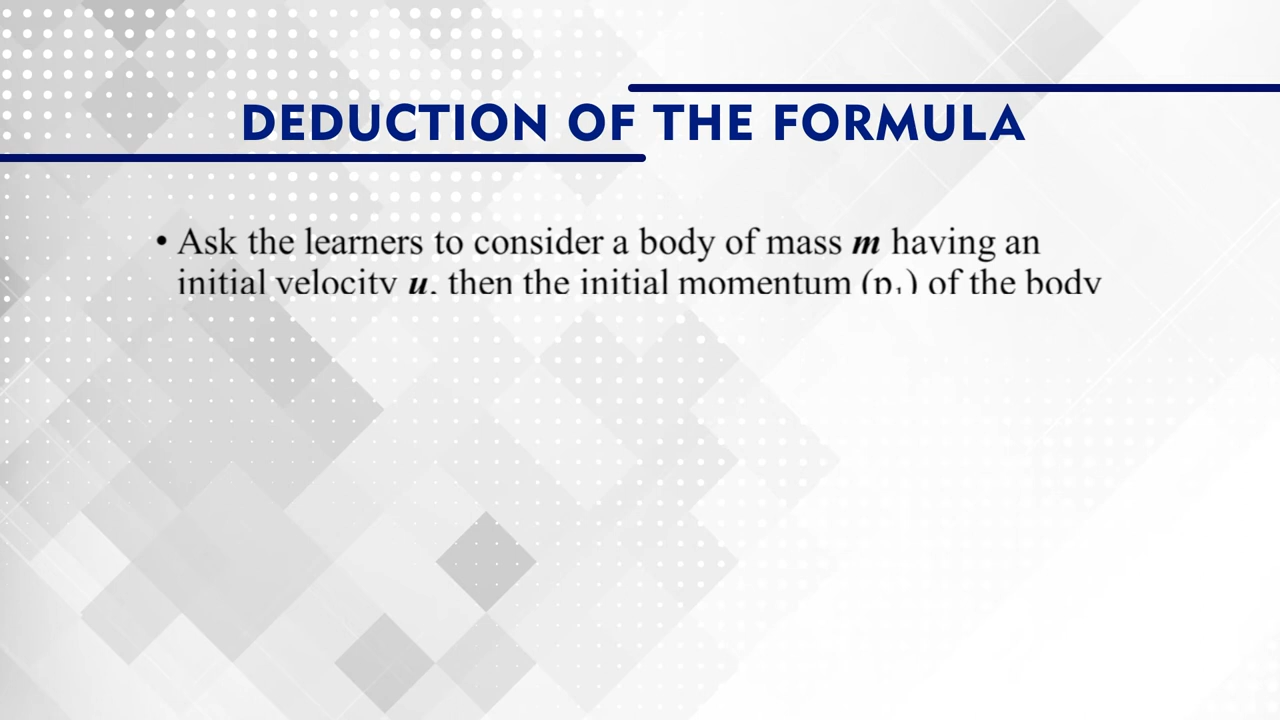 DEDUCTION OF THE FORMULA
• Ask the learners to consider a body of mass m having an
initial velocity u, then the initial momentum (p₁) of the body